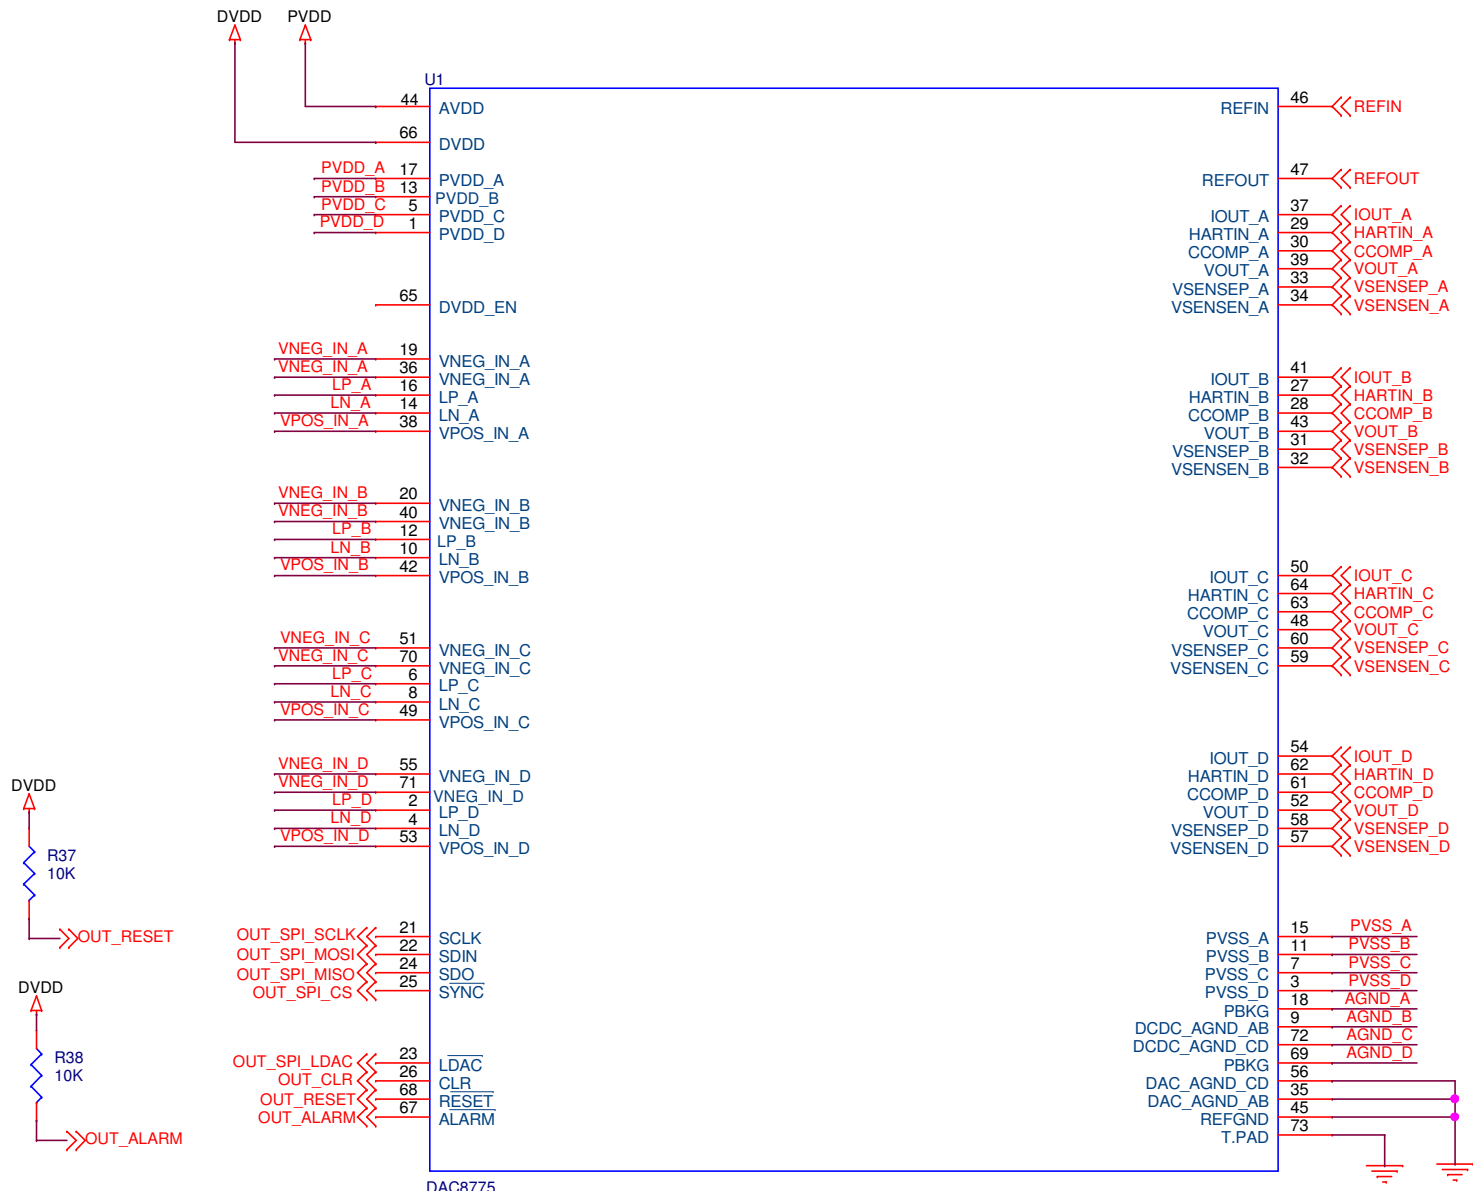 DVDD PVDD
U1
44 AVDD REFIN 46 REFIN
66 DVDD
PVDD_A 17 PVDD_A REFOUT 47 REFOUT
PVDD_B 13 PVDD_B
PVDD_C 5 PVDD_C IOUT_A 37 IOUT_A
PVDD_D 1 PVDD_D HARTIN_A 29 HARTIN_A
CCOMP_A 30 CCOMP_A
VOUT_A 39 VOUT_A
VSENSEP_A 33 VSENSEP_A
65 DVDD_EN VSENSEN_A 34 VSENSEN_A
VNEG_IN_A 19 VNEG_IN_A
VNEG_IN_A 36 VNEG_IN_A IOUT_B 41 IOUT_B
LP_A 16 LP_A HARTIN_B 27 HARTIN_B
LN_A 14 LN_A CCOMP_B 28 CCOMP_B
VPOS_IN_A 38 VPOS_IN_A VOUT_B 43 VOUT_B
VSENSEP_B 31 VSENSEP_B
VSENSEN_B 32 VSENSEN_B
VNEG_IN_B 20 VNEG_IN_B
VNEG_IN_B 40 VNEG_IN_B
LP_B 12 LP_B
LN_B 10 LN_B
VPOS_IN_B 42 VPOS_IN_B IOUT_C 50 IOUT_C
HARTIN_C 64 HARTIN_C
CCOMP_C 63 CCOMP_C
VOUT_C 48 VOUT_C
VNEG_IN_C 51 VNEG_IN_C VSENSEP_C 60 VSENSEP_C
VNEG_IN_C 70 VNEG_IN_C VSENSEN_C 59 VSENSEN_C
LP_C 6 LP_C
LN_C 8 LN_C
VPOS_IN_C 49 VPOS_IN_C
IOUT_D 54 IOUT_D
VNEG_IN_D 55 VNEG_IN_D HARTIN_D 62 HARTIN_D
VNEG_IN_D 71 VNEG_IN_D CCOMP_D 61 CCOMP_D
LP_D 2 LP_D VOUT_D 52 VOUT_D
LN_D 4 LN_D VSENSEP_D 58 VSENSEP_D
VPOS_IN_D 53 VPOS_IN_D VSENSEN_D 57 VSENSEN_D
DVDD
R37
10K
OUT_RESET
OUT_SPI_SCLK 21 SCLK PVSS_A 15 PVSS_A
OUT_SPI_MOSI 22 SDIN PVSS_B 11 PVSS_B
OUT_SPI_MISO 24 SDO PVSS_C 7 PVSS_C
OUT_SPI_CS 25 SYNC PVSS_D 3 PVSS_D
PBKG 18 AGND_A
DCDC_AGND_AB 9 AGND_B
DCDC_AGND_CD 72 AGND_C
OUT_SPI_LDAC 23 LDAC PBKG 69 AGND_D
OUT_CLR 26 CLR DAC_AGND_CD 56
OUT_RESET 68 RESET DAC_AGND_AB 35
OUT_ALARM 67 ALARM REFGND 45
T.PAD 73
DVDD
R38
10K
OUT_ALARM
DAC8775